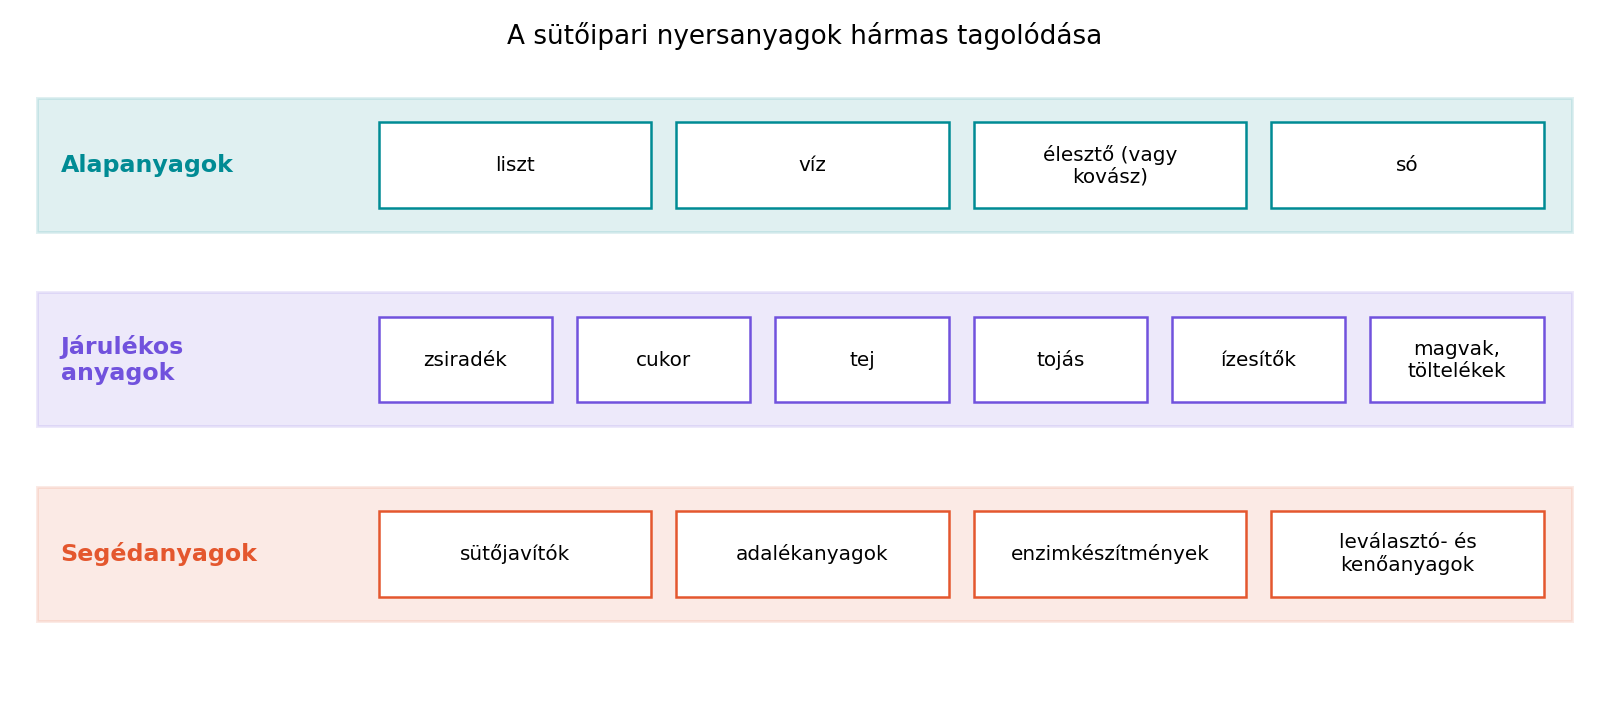 A sütőipari nyersanyagok hármas tagolódása
Alapanyagok
liszt
víz
élesztő (vagy
kovász)
só
Járulékos
anyagok
zsiradék
cukor
tej
tojás
ízesítők
magvak,
töltelékek
Segédanyagok
sütőjavítók
adalékanyagok
enzimkészítmények
leválasztó- és
kenőanyagok